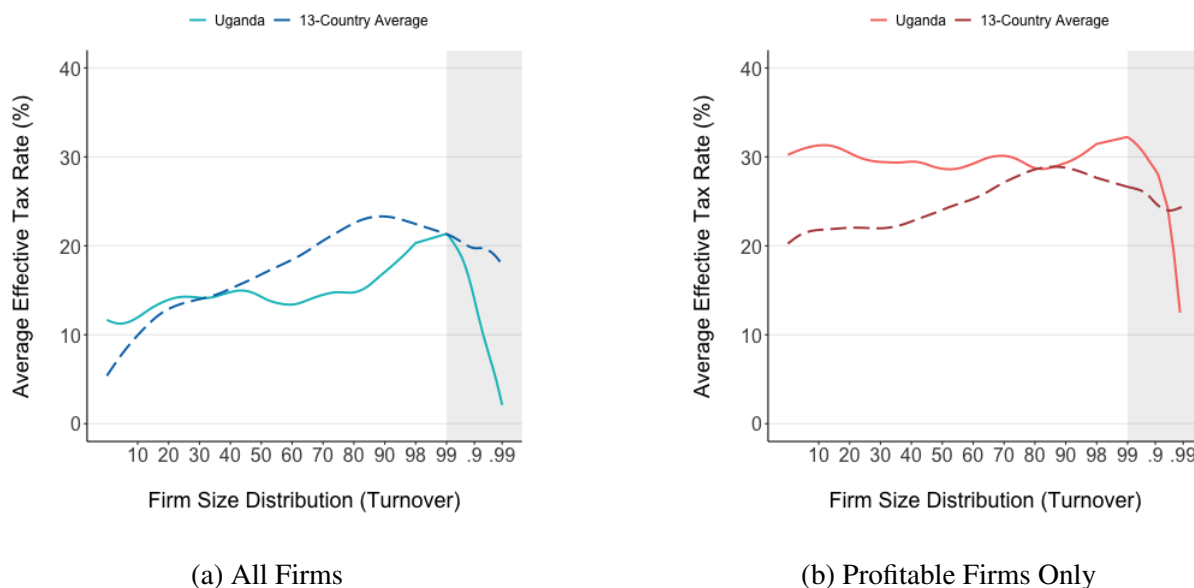 Uganda 13-Country Average
Average Effective Tax Rate (%)
40
30
20
10
0
10 20 30 40 50 60 70 80 90 98 99 .9 .99
Firm Size Distribution (Turnover)
(a) All Firms
Uganda 13-Country Average
Average Effective Tax Rate (%)
40
30
20
10
0
10 20 30 40 50 60 70 80 90 98 99 .9 .99
Firm Size Distribution (Turnover)
(b) Profitable Firms Only